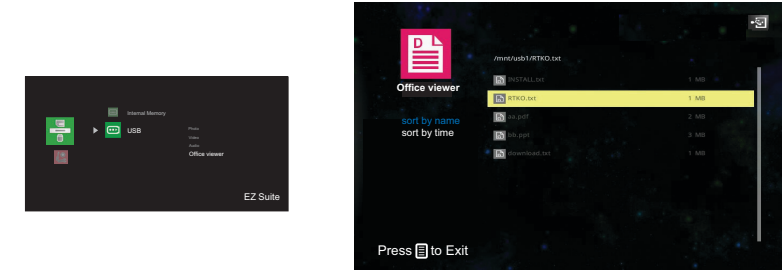 Internal Memory
USB
Photo
Video
Audio
Office viewer
EZ Suite
D
Office viewer
sort by name
sort by time
/mnt/usb1/RTKO.txt
INSTALL.txt 1 MB
RTKO.txt 1 MB
aa.pdf 2 MB
bb.ppt 3 MB
download.txt 1 MB
Press to Exit